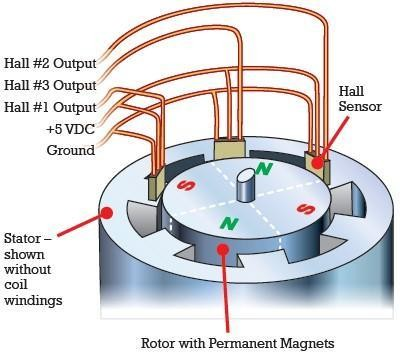 Hall #2 Output
Hall #3 Output
Hall #1 Output
+5 VDC
Ground
Hall
Sensor
N
S
S
N
Stator –
shown
without
coil
windings
Rotor with Permanent Magnets